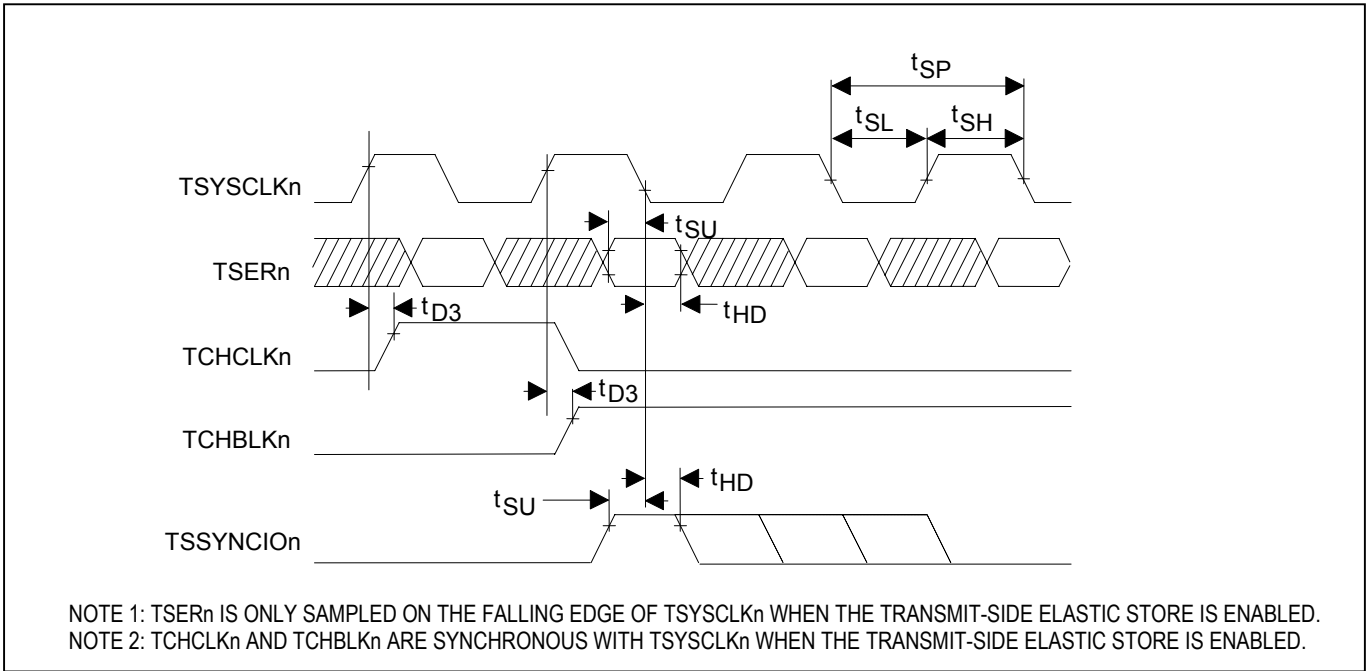 tSP
tSL
tSH
TSYSCLKn
tSU
TSERn
tD3
tHD
TCHCLKn
tD3
TCHBLKn
tHD
tSU
TSSYNCIOn
NOTE 1: TSERn IS ONLY SAMPLED ON THE FALLING EDGE OF TSYSCLKn WHEN THE TRANSMIT-SIDE ELASTIC STORE IS ENABLED.
NOTE 2: TCHCLKn AND TCHBLKn ARE SYNCHRONOUS WITH TSYSCLKn WHEN THE TRANSMIT-SIDE ELASTIC STORE IS ENABLED.